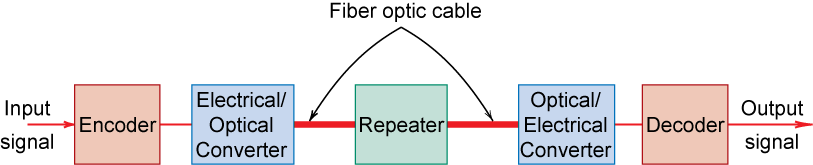 Fiber optic cable
Input
signal
Encoder
Electrical/
Optical
Converter
Repeater
Optical/
Electrical
Converter
Decoder
Output
signal